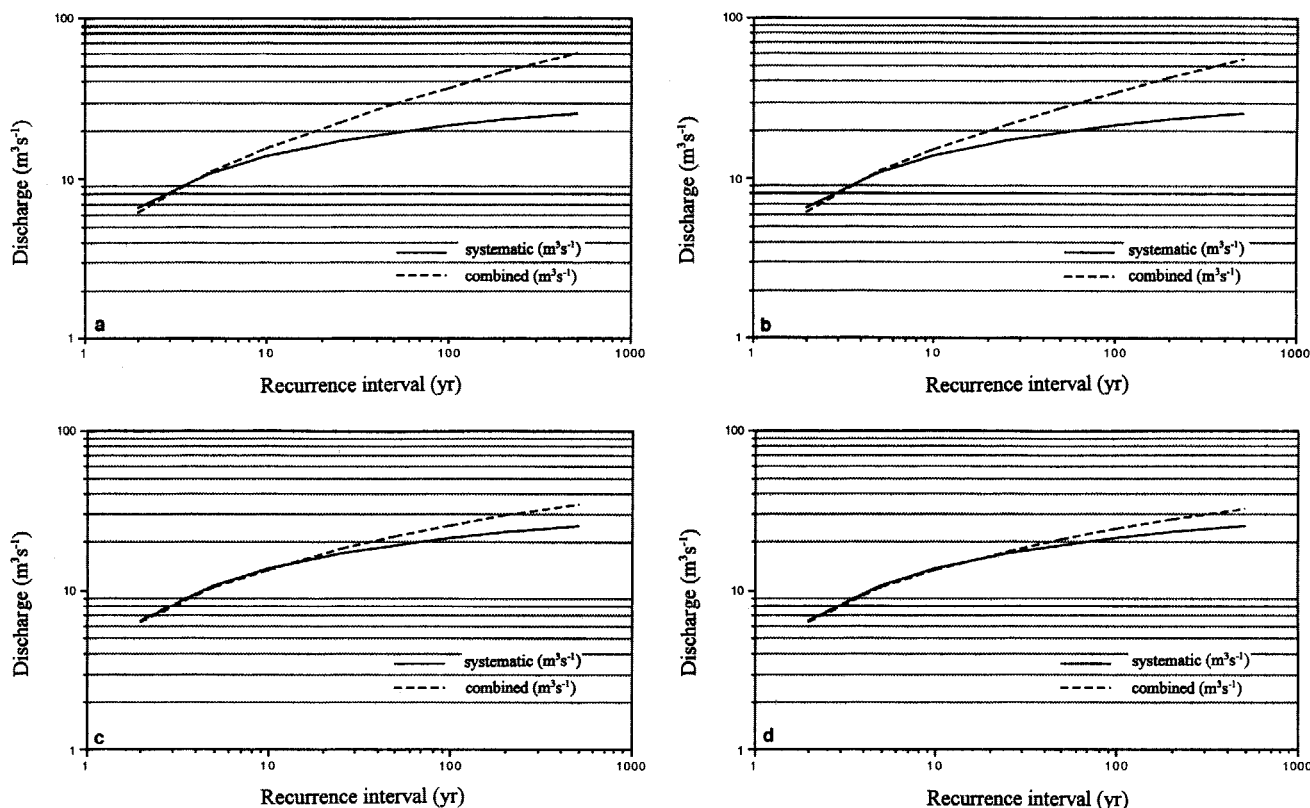 100
10
1
Discharge (m³s⁻¹)
systematic (m³s⁻¹)
combined (m³s⁻¹)
a
1
10
100
1000
Recurrence interval (yr)
100
10
1
Discharge (m³s⁻¹)
systematic (m³s⁻¹)
combined (m³s⁻¹)
b
1
10
100
1000
Recurrence interval (yr)
100
10
1
Discharge (m³s⁻¹)
systematic (m³s⁻¹)
combined (m³s⁻¹)
c
1
10
100
1000
Recurrence interval (yr)
100
10
1
Discharge (m³s⁻¹)
systematic (m³s⁻¹)
combined (m³s⁻¹)
d
1
10
100
1000
Recurrence interval (yr)